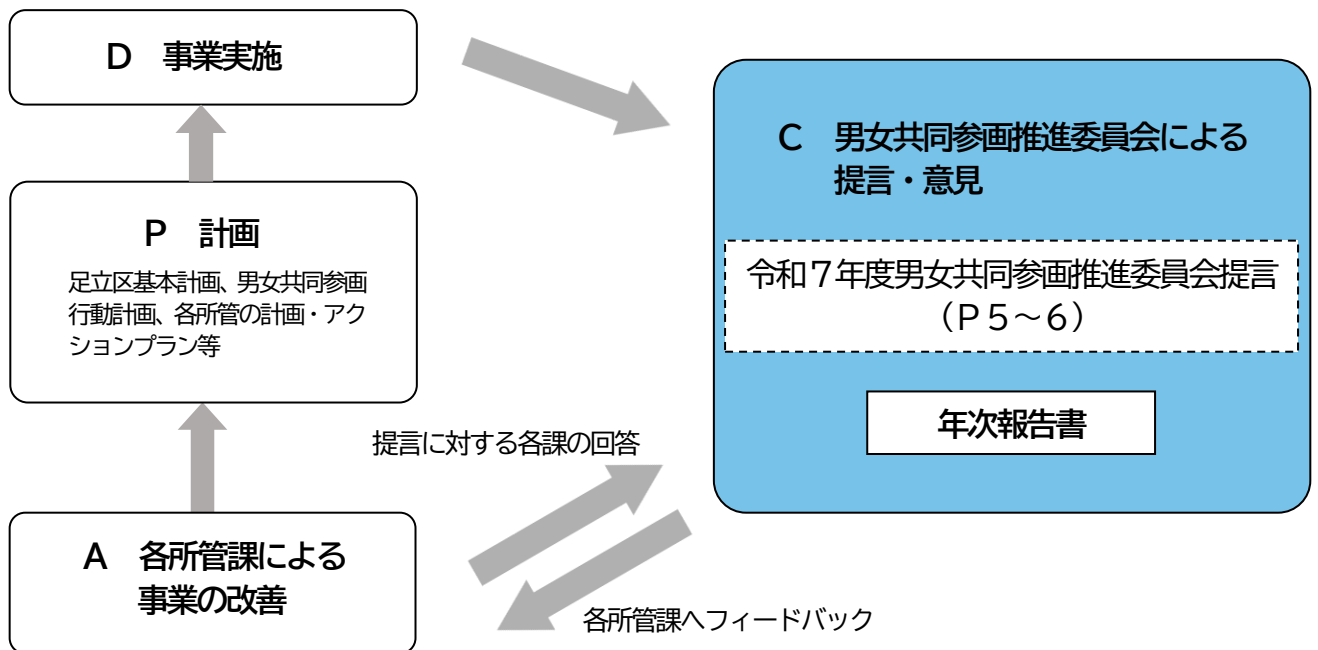 D　事業実施
C　男女共同参画推進委員会による
提言・意見
令和７年度男女共同参画推進委員会提言
（Ｐ５～６）
年次報告書
P　計画
足立区基本計画、男女共同参画
行動計画、各所管の計画・アク
ションプラン等
提言に対する各課の回答
A　各所管課による
事業の改善
各所管課へフィードバック